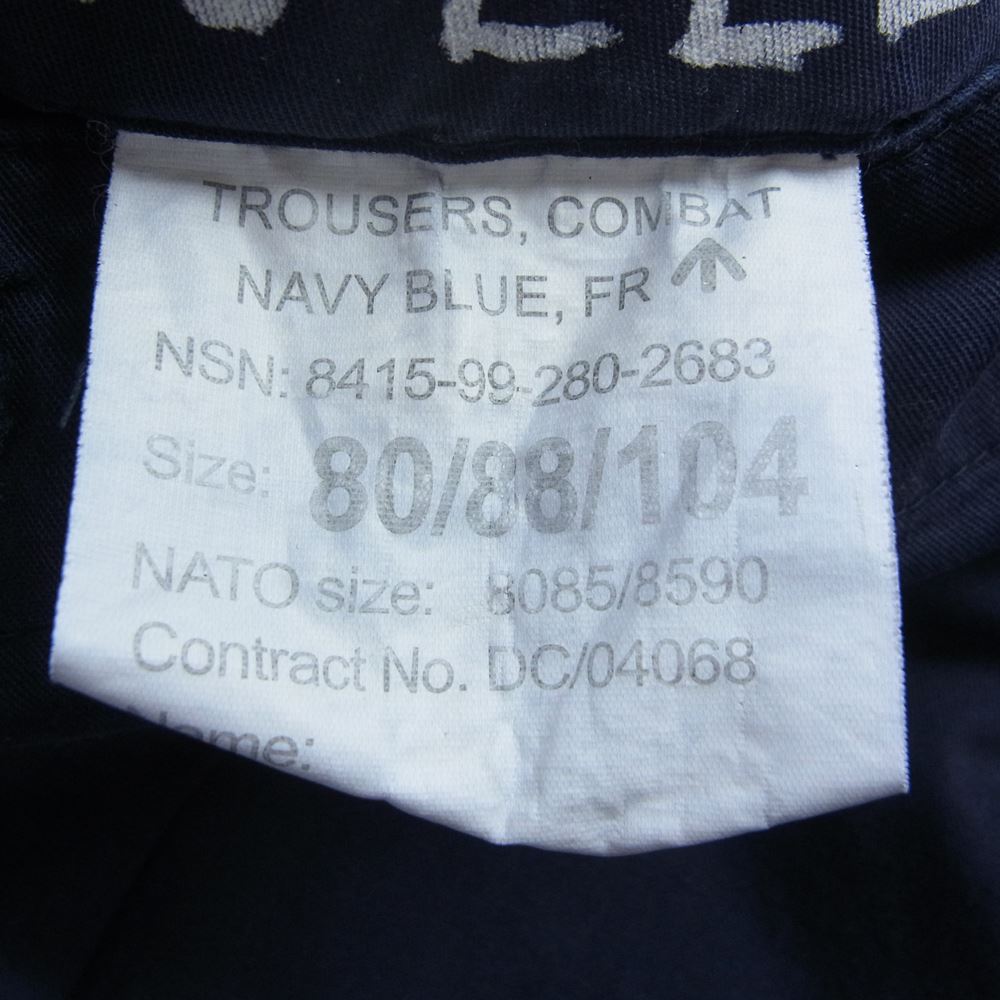 TROUSERS, COMBAT
NAVY BLUE, FR
NSN: 8415-99-280-2683
Size: 80/88/104
NATO size: 8085/8590
Contract No. DC/04068
Name: